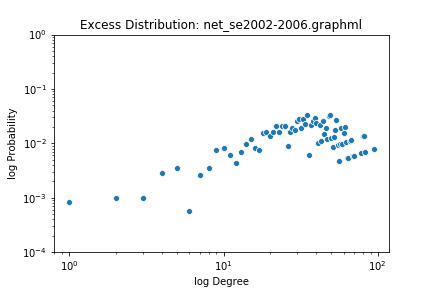 Excess Distribution: net_se2002-2006.graphml
log Probability
10⁰
10⁻¹
10⁻²
10⁻³
10⁻⁴
10⁰ 10¹ 10²
log Degree